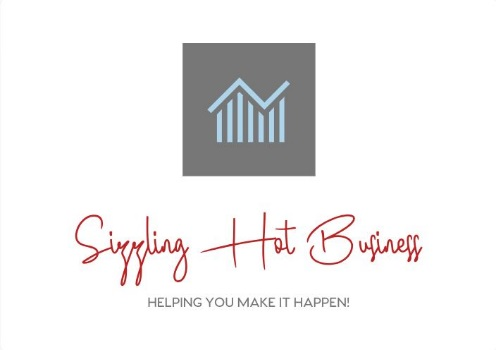 Sizzling Hot Business
HELPING YOU MAKE IT HAPPEN!